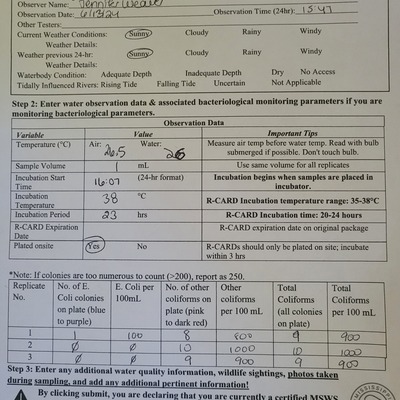 Observer Name: Jennifer Weaver
Observation Date: 6/13/24 Observation Time (24hr): 15:47
Other Testers:
Current Weather Conditions: Sunny Cloudy Rainy Windy
Weather Details:
Weather previous 24-hr: Sunny Cloudy Rainy Windy
Weather Details:
Waterbody Condition: Adequate Depth Inadequate Depth Dry No Access
Tidally Influenced Rivers: Rising Tide Falling Tide Uncertain Not Applicable
Step 2: Enter water observation data & associated bacteriological monitoring parameters if you are
monitoring bacteriological parameters.
Observation Data
Variable Value Important Tips
Temperature (°C) Air: 26.5 Water: 26 Measure air temp before water temp. Read with bulb
submerged if possible. Don't touch bulb.
Sample Volume 1 mL Use same volume for all replicates
Incubation Start
Time 16:07 (24-hr format) Incubation begins when samples are placed in
incubator.
Incubation
Temperature 38 °C R-CARD Incubation temperature range: 35-38°C
Incubation Period 23 hrs R-CARD Incubation time: 20-24 hours
R-CARD Expiration
Date R-CARD expiration date on original package
Plated onsite Yes No R-CARDs should only be plated on site; incubate
within 3 hrs
*Note: If colonies are too numerous to count (>200), report as 250.
Replicate
No. No. of E.
Coli colonies
on plate (blue
to purple) E. Coli per
100mL No. of other
coliforms on
plate (pink
to dark red) Other
coliforms
per 100 mL Total
Coliforms
(all colonies
on plate) Total
Coliforms
per 100 mL
1 1 100 8 800 9 900
2 0 0 10 1000 10 1000
3 0 0 9 900 9 900
Step 3: Enter any additional water quality information, wildlife sightings, photos taken
during sampling, and add any additional pertinent information!
By clicking submit, you are declaring that you are currently a certified MSWS
MISSISSIPPI